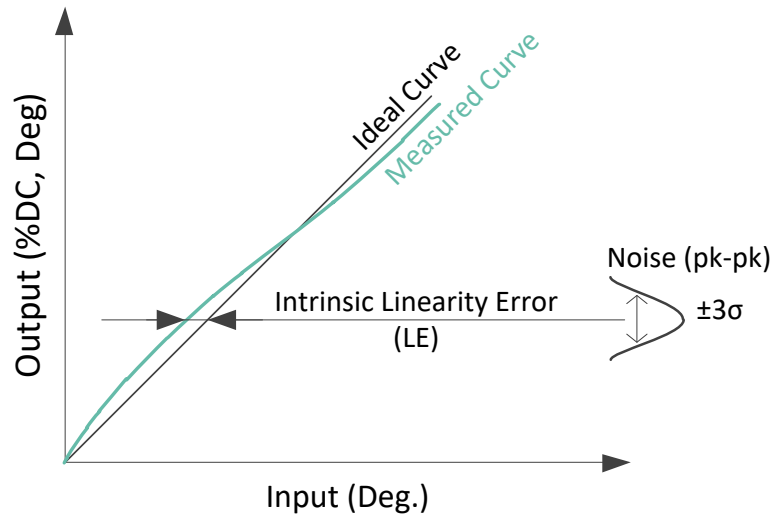 Output (%DC, Deg)
Ideal Curve
Measured Curve
Noise (pk-pk)
±3σ
Intrinsic Linearity Error
(LE)
Input (Deg.)